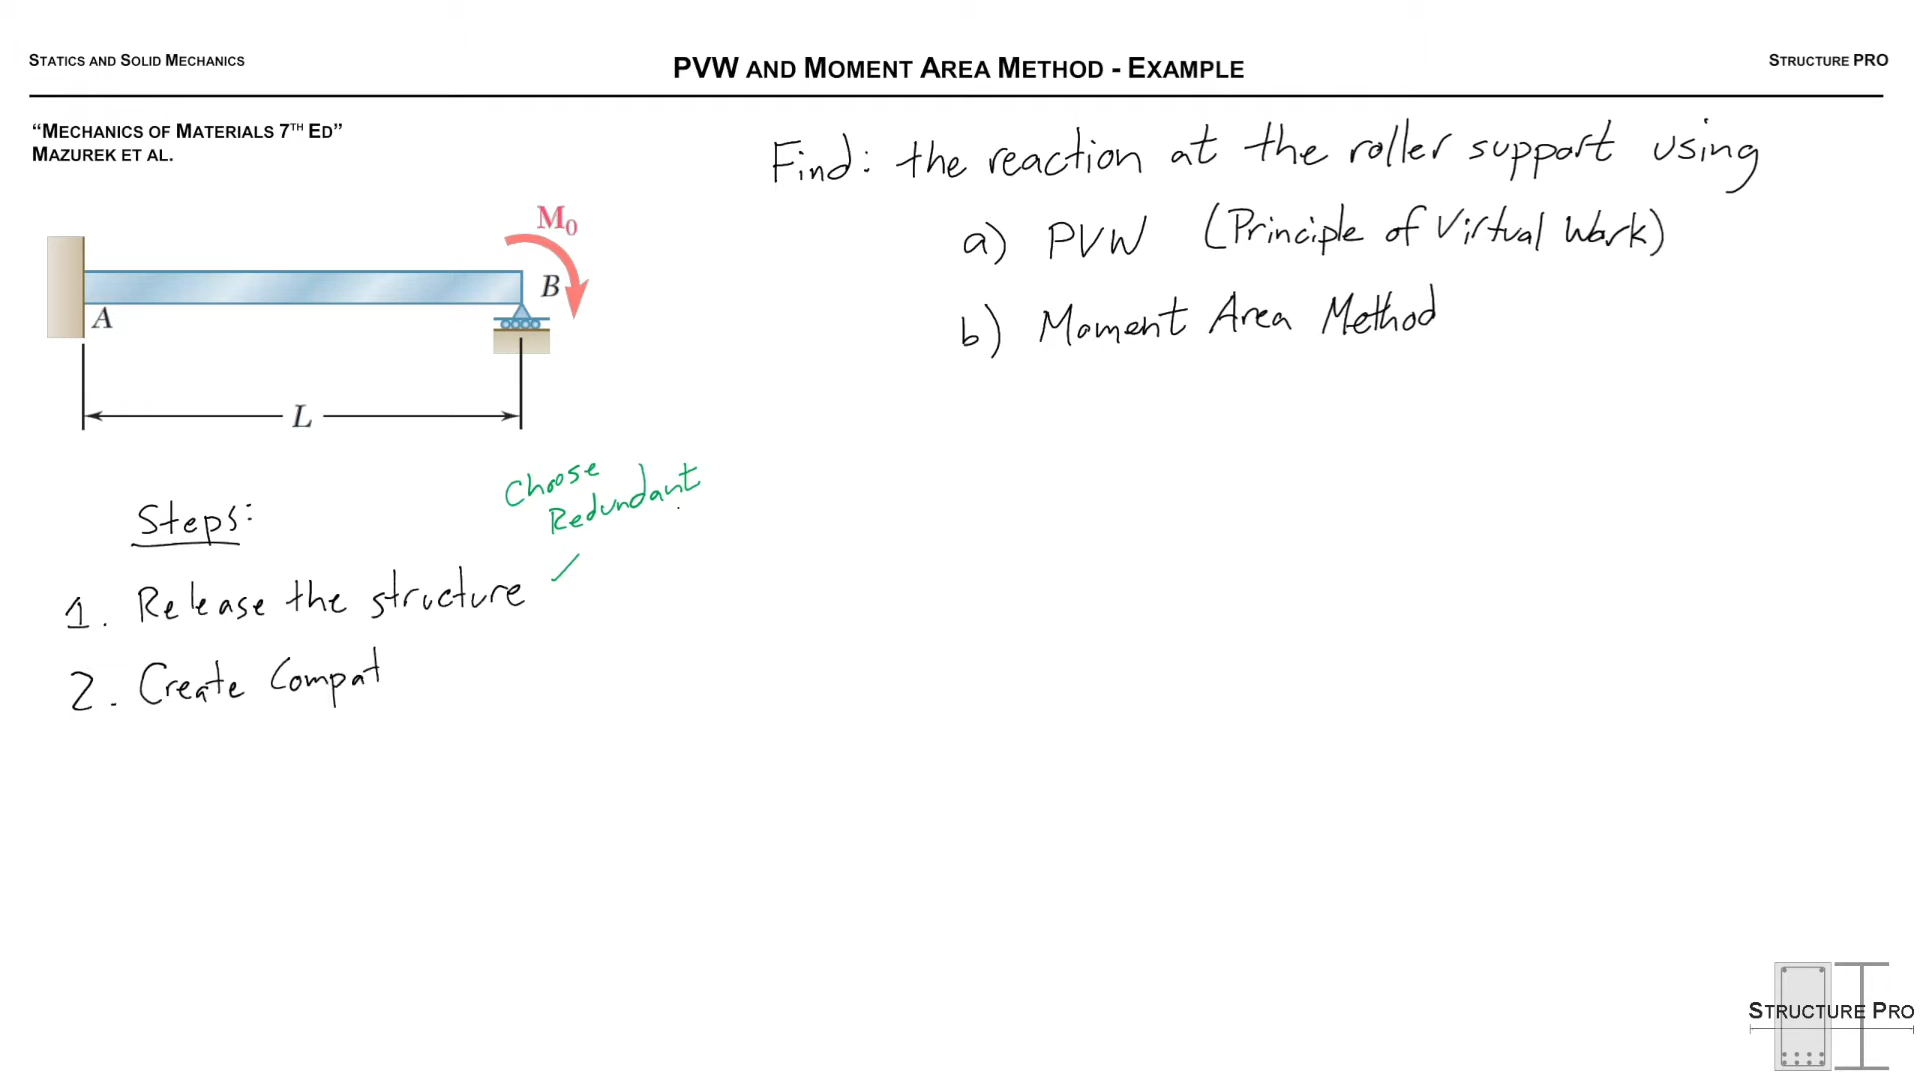 STATICS AND SOLID MECHANICS
PVW AND MOMENT AREA METHOD - EXAMPLE
STRUCTURE PRO
“MECHANICS OF MATERIALS 7TH ED”
MAZUREK ET AL.
Find: the reaction at the roller support using
a) PVW (Principle of Virtual Work)
b) Moment Area Method
M0
B
A
L
Choose
Redundant
Steps:
1. Release the structure
2. Create Compat
STRUCTURE PRO